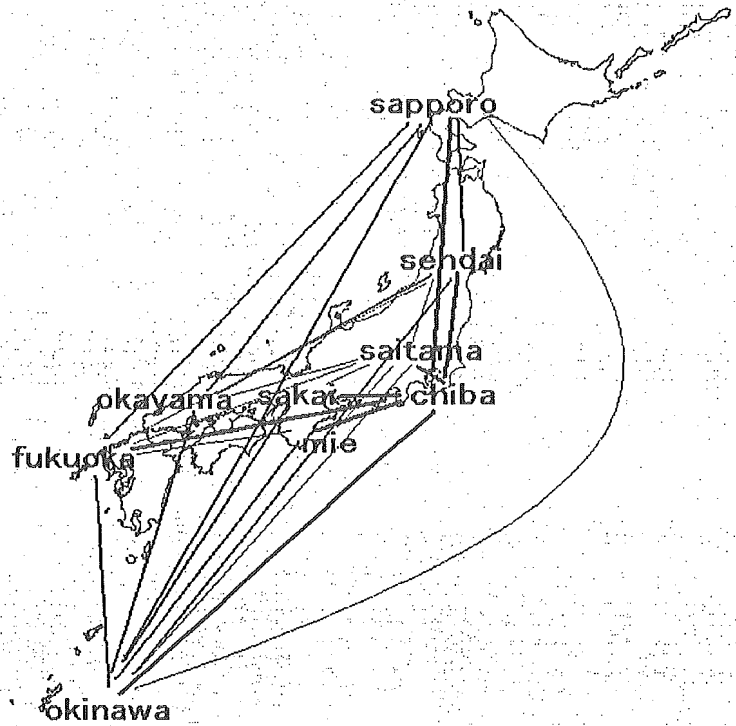 sapporo
sendai
saitama
okayama
sakai
chiba
mie
fukuoka
okinawa